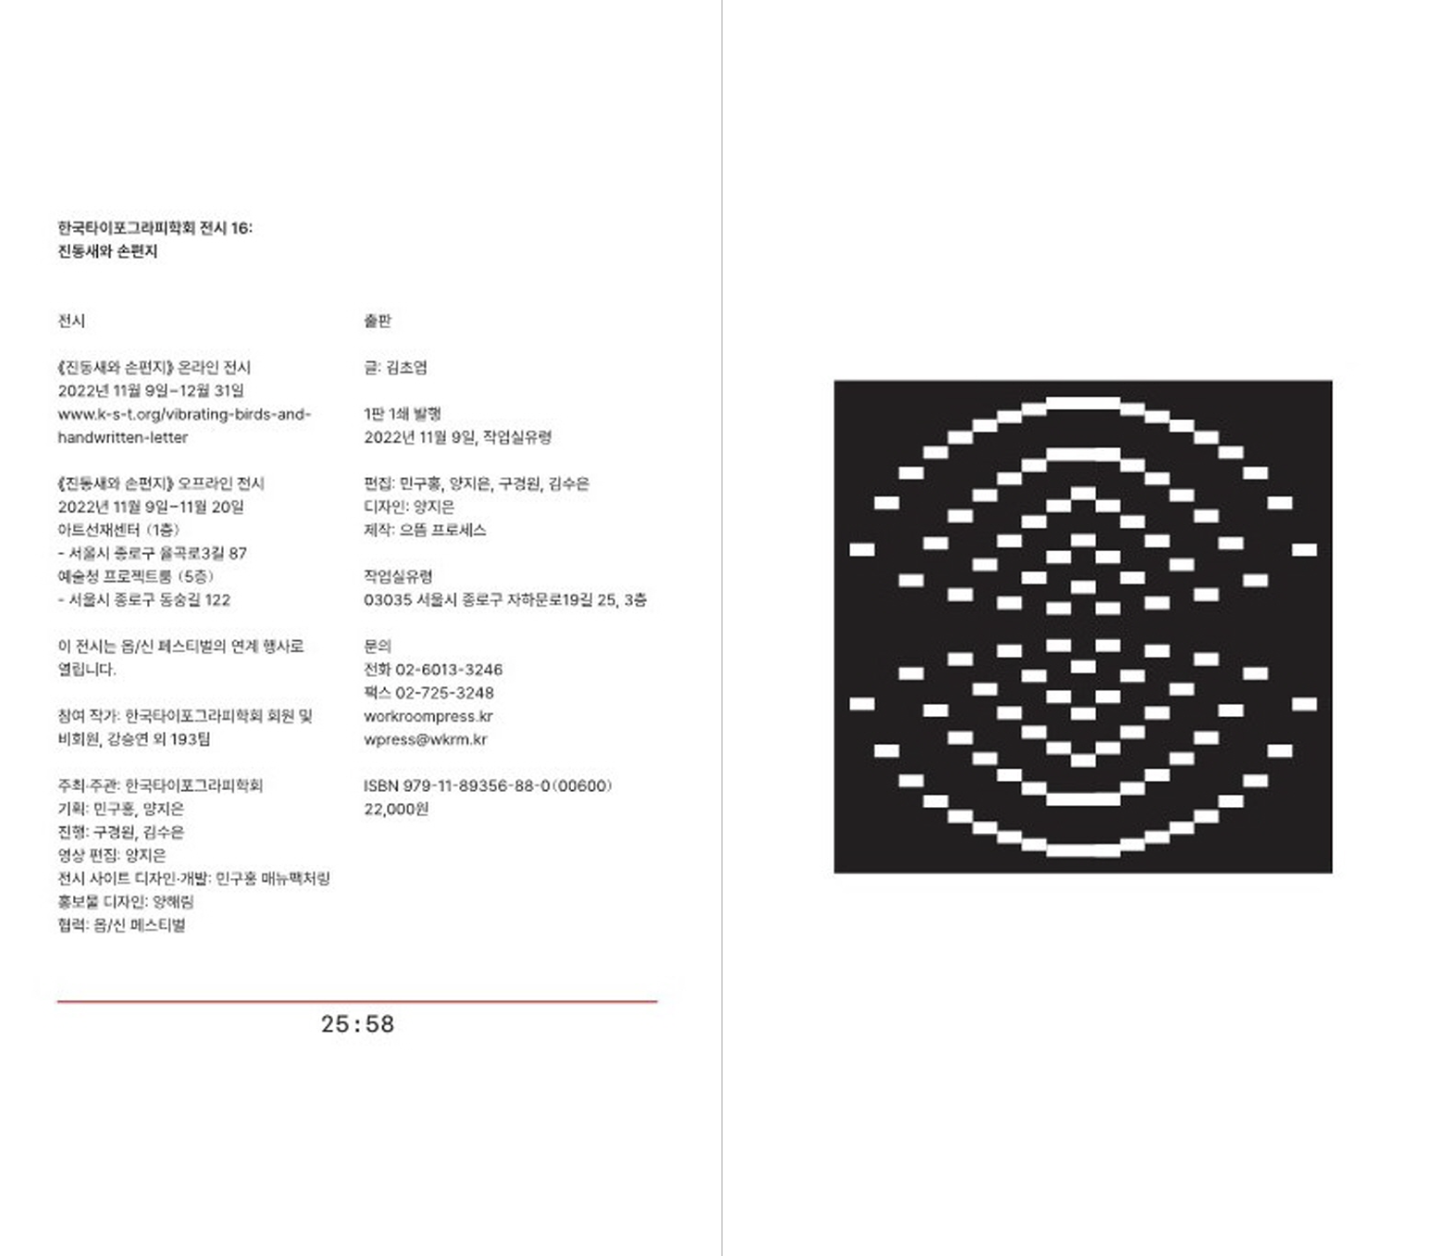 한국타이포그라피학회 전시 16:
진동새와 손편지
전시
《진동새와 손편지》 온라인 전시
2022년 11월 9일–12월 31일
www.k-s-t.org/vibrating-birds-and-
handwritten-letter
《진동새와 손편지》 오프라인 전시
2022년 11월 9일–11월 20일
아트선재센터 (1층)
- 서울시 종로구 율곡로3길 87
예술청 프로젝트룸 (5층)
- 서울시 종로구 동숭길 122
이 전시는 옵/신 페스티벌의 연계 행사로
열립니다.
참여 작가: 한국타이포그라피학회 회원 및
비회원, 강승연 외 193팀
주최·주관: 한국타이포그라피학회
기획: 민구홍, 양지은
진행: 구경원, 김수은
영상 편집: 양지은
전시 사이트 디자인·개발: 민구홍 매뉴팩처링
홍보물 디자인: 양해림
협력: 옵/신 페스티벌
출판
글: 김초엽
1판 1쇄 발행
2022년 11월 9일, 작업실유령
편집: 민구홍, 양지은, 구경원, 김수은
디자인: 양지은
제작: 으뜸 프로세스
작업실유령
03035 서울시 종로구 자하문로19길 25, 3층
문의
전화 02-6013-3246
팩스 02-725-3248
workroompress.kr
wpress@wkrm.kr
ISBN 979-11-89356-88-0(00600)
22,000원
25:58